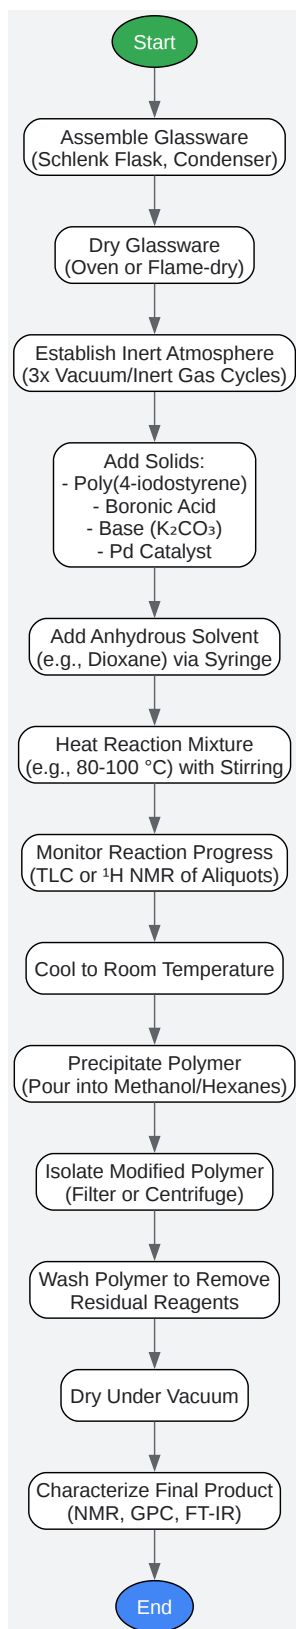 Start
Assemble Glassware
(Schlenk Flask, Condenser)
Dry Glassware
(Oven or Flame-dry)
Establish Inert Atmosphere
(3x Vacuum/Inert Gas Cycles)
Add Solids:
- Poly(4-iodostyrene)
- Boronic Acid
- Base (K₂CO₃)
- Pd Catalyst
Add Anhydrous Solvent
(e.g., Dioxane) via Syringe
Heat Reaction Mixture
(e.g., 80-100 °C) with Stirring
Monitor Reaction Progress
(TLC or ¹H NMR of Aliquots)
Cool to Room Temperature
Precipitate Polymer
(Pour into Methanol/Hexanes)
Isolate Modified Polymer
(Filter or Centrifuge)
Wash Polymer to Remove
Residual Reagents
Dry Under Vacuum
Characterize Final Product
(NMR, GPC, FT-IR)
End